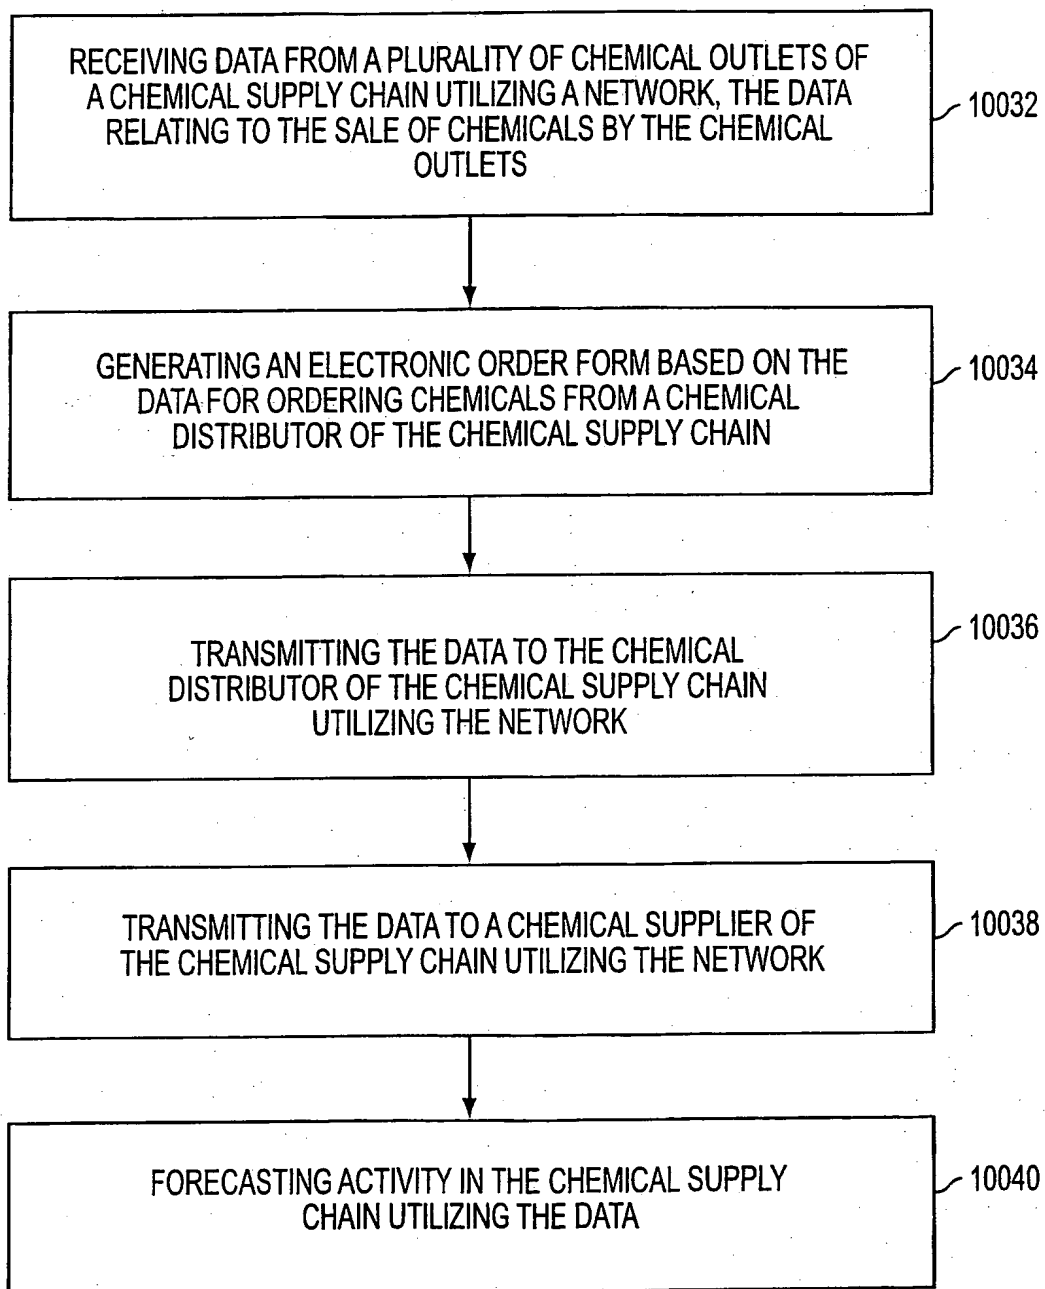 RECEIVING DATA FROM A PLURALITY OF CHEMICAL OUTLETS OF
A CHEMICAL SUPPLY CHAIN UTILIZING A NETWORK, THE DATA
RELATING TO THE SALE OF CHEMICALS BY THE CHEMICAL
OUTLETS
10032
GENERATING AN ELECTRONIC ORDER FORM BASED ON THE
DATA FOR ORDERING CHEMICALS FROM A CHEMICAL
DISTRIBUTOR OF THE CHEMICAL SUPPLY CHAIN
10034
TRANSMITTING THE DATA TO THE CHEMICAL
DISTRIBUTOR OF THE CHEMICAL SUPPLY CHAIN
UTILIZING THE NETWORK
10036
TRANSMITTING THE DATA TO A CHEMICAL SUPPLIER OF
THE CHEMICAL SUPPLY CHAIN UTILIZING THE NETWORK
10038
FORECASTING ACTIVITY IN THE CHEMICAL SUPPLY
CHAIN UTILIZING THE DATA
10040